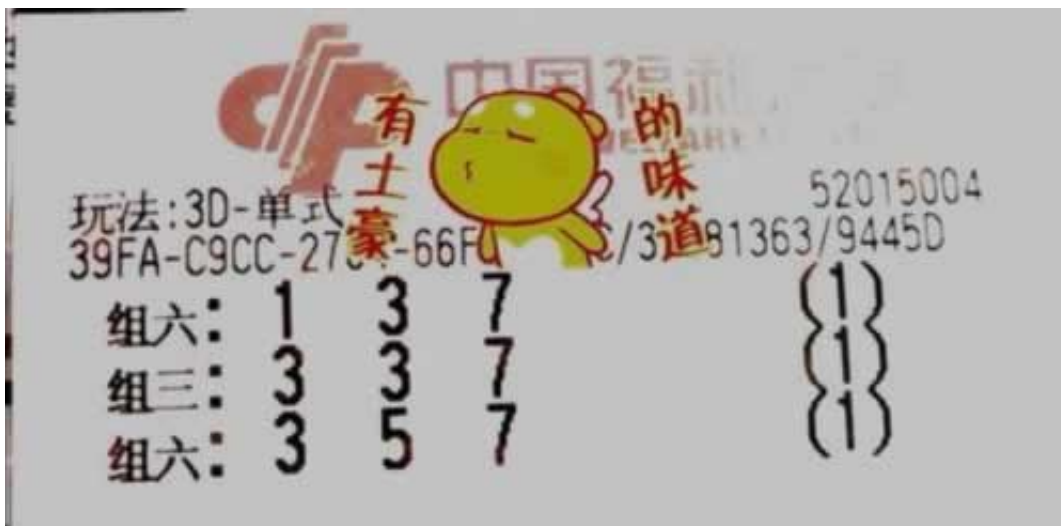 中国福利
有土豪的味道
玩法:3D-单式
52015004
39FA-C9CC-27 -66F C/3 81363/9445D
组六: 1 3 7 (1)
组三: 3 3 7 (1)
组六: 3 5 7 (1)